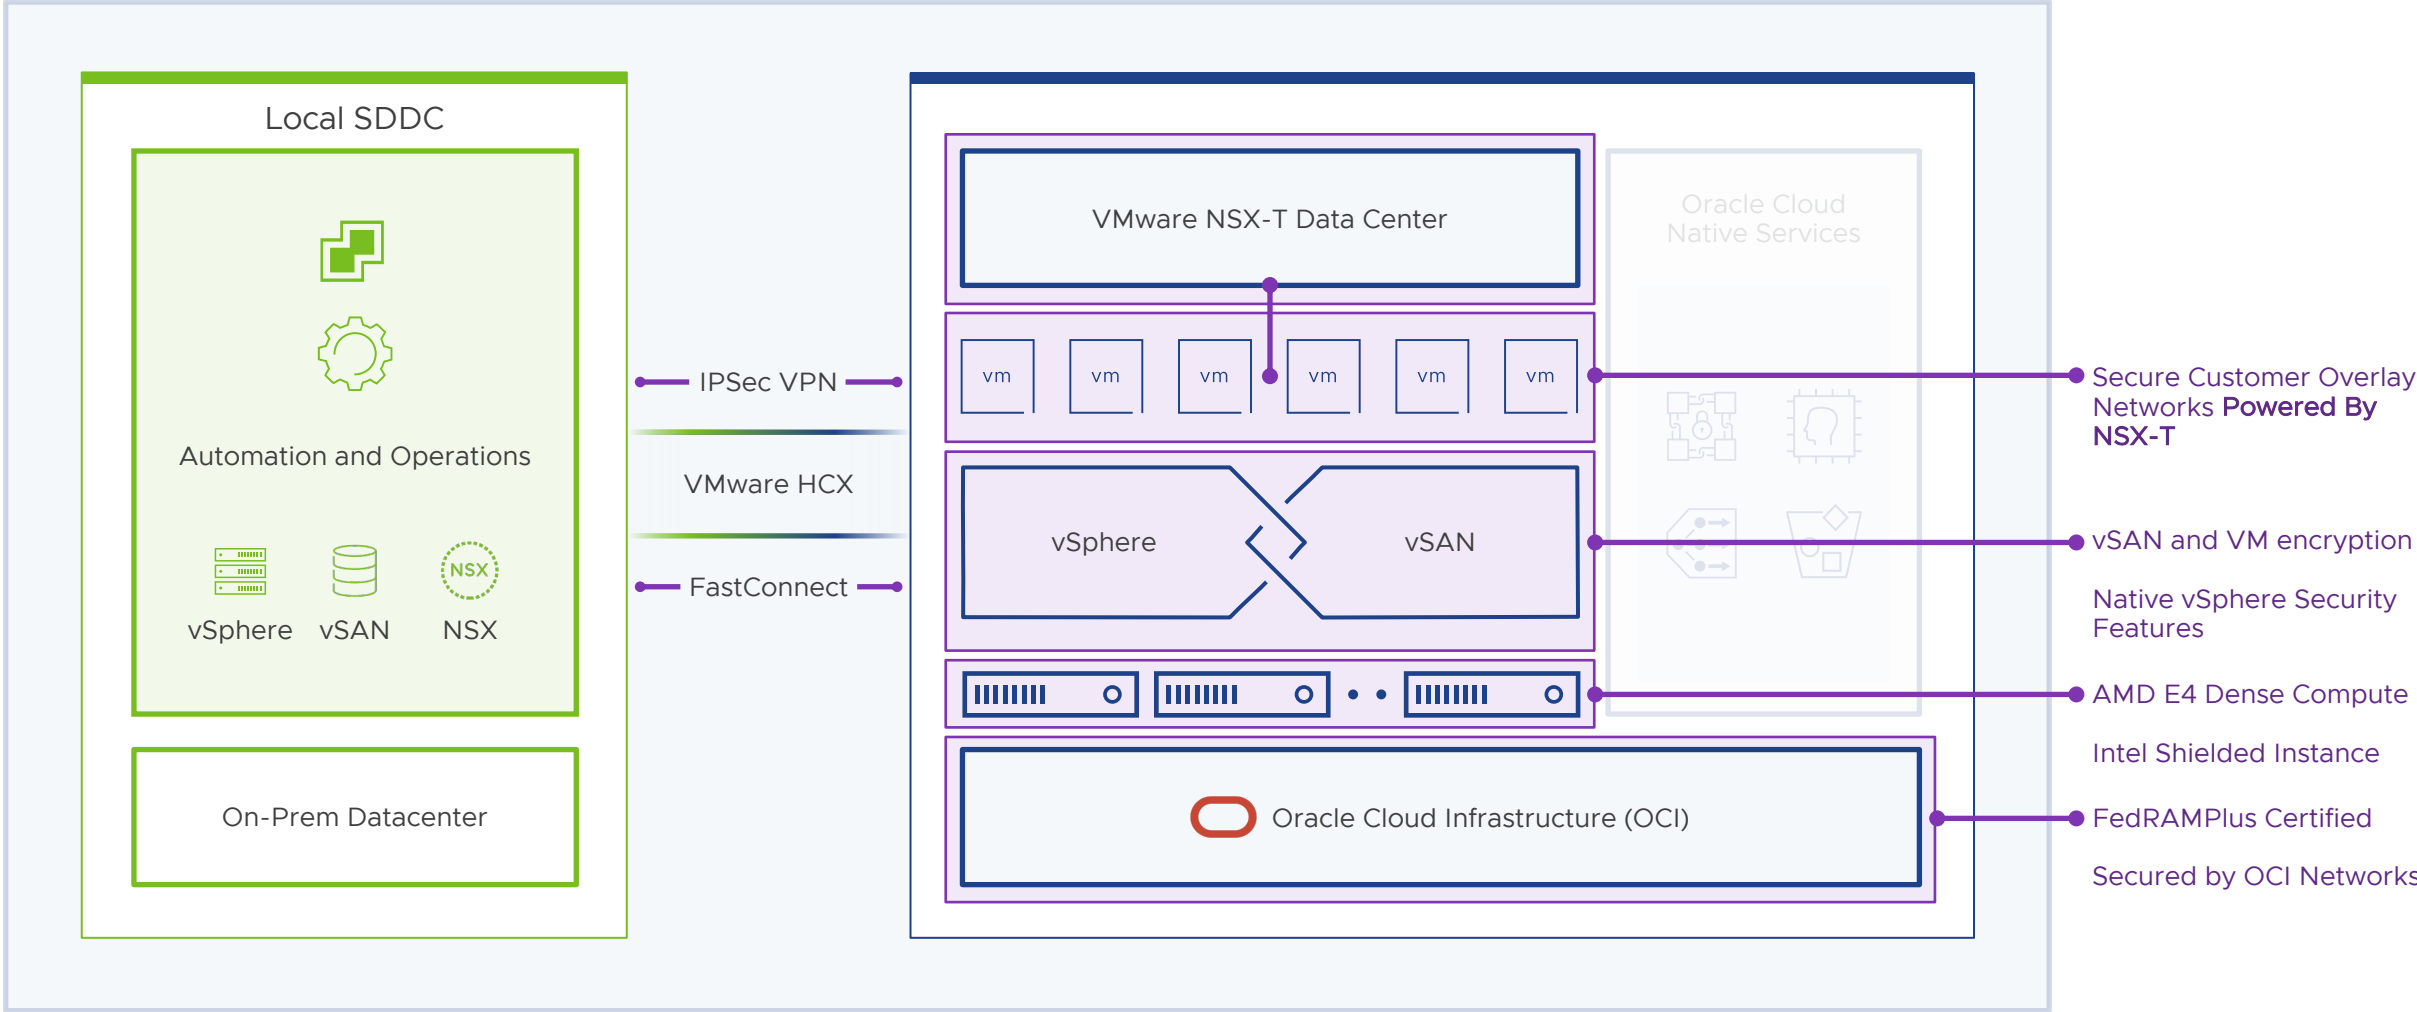 Local SDDC
Automation and Operations
NSX
vSphere
vSAN
NSX
On-Prem Datacenter
IPSec VPN
VMware HCX
FastConnect
VMware NSX-T Data Center
vm
vm
vm
vm
vm
vm
vSphere
vSAN
Oracle Cloud Infrastructure (OCI)
Oracle Cloud
Native Services
Secure Customer Overlay
Networks Powered By
NSX-T
vSAN and VM encryption
Native vSphere Security
Features
AMD E4 Dense Compute
Intel Shielded Instance
FedRAMPlus Certified
Secured by OCI Networks